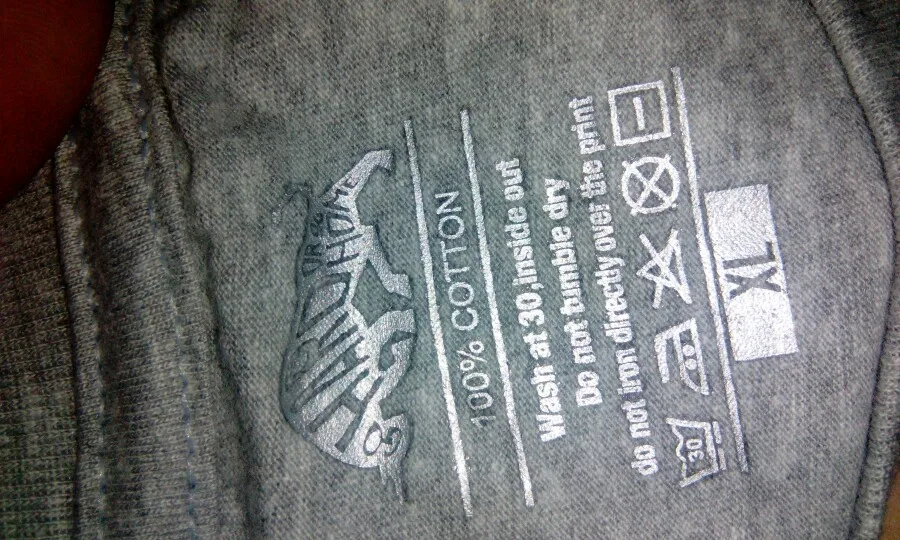 100% COTTON
Wash at 30,inside out
Do not tumble dry
do not iron directly over the print
30
XL